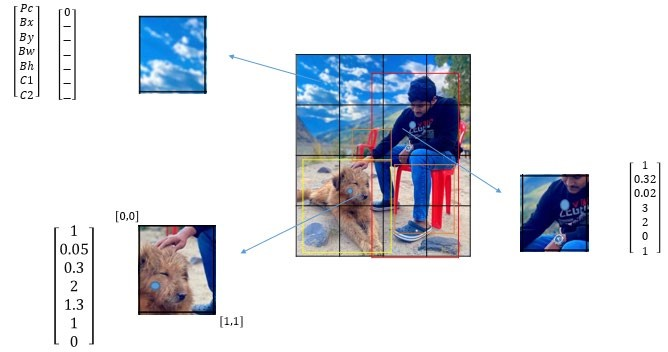 Pc 0
Bx –
By –
Bw –
Bh –
C1 –
C2 –
[0,0]
1
0.05
0.3
2
1.3
1
0
[1,1]
1
0.32
0.02
3
2
0
1